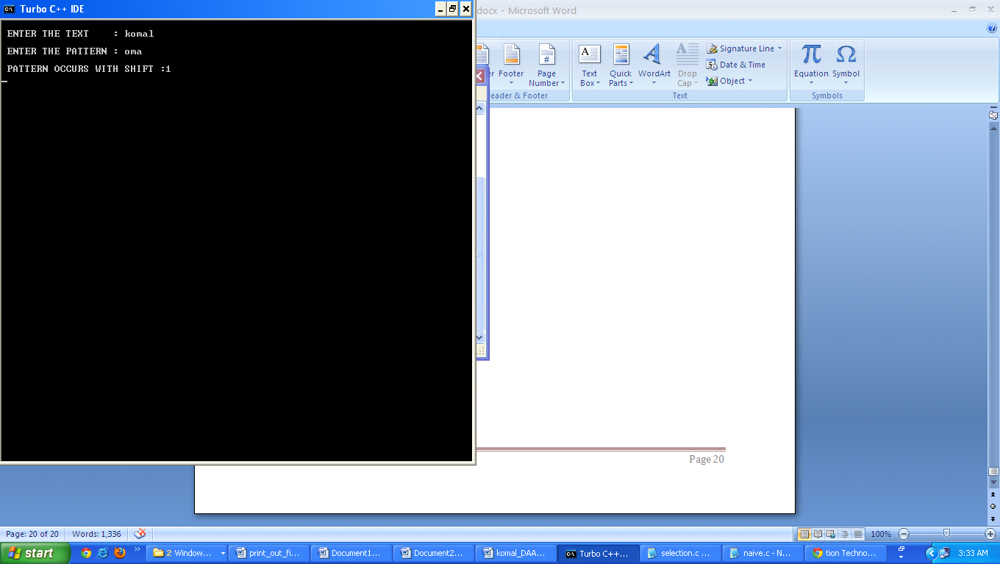 Turbo C++ IDE
docx - Microsoft Word
ENTER THE TEXT    : komal
ENTER THE PATTERN : oma
PATTERN OCCURS WITH SHIFT :1
Signature Line
Date & Time
Object
Footer
Page Number
Text Box
Quick Parts
WordArt
Drop Cap
Equation
Symbol
eader & Footer
Text
Symbols
Page 20
Page: 20 of 20
Words: 1,336
100%
start
2 Window...
print_out_fi...
Document1...
Document2...
komal_DAA...
Turbo C++...
selection.c ...
naive.c - N...
tion Techno...
3:33 AM